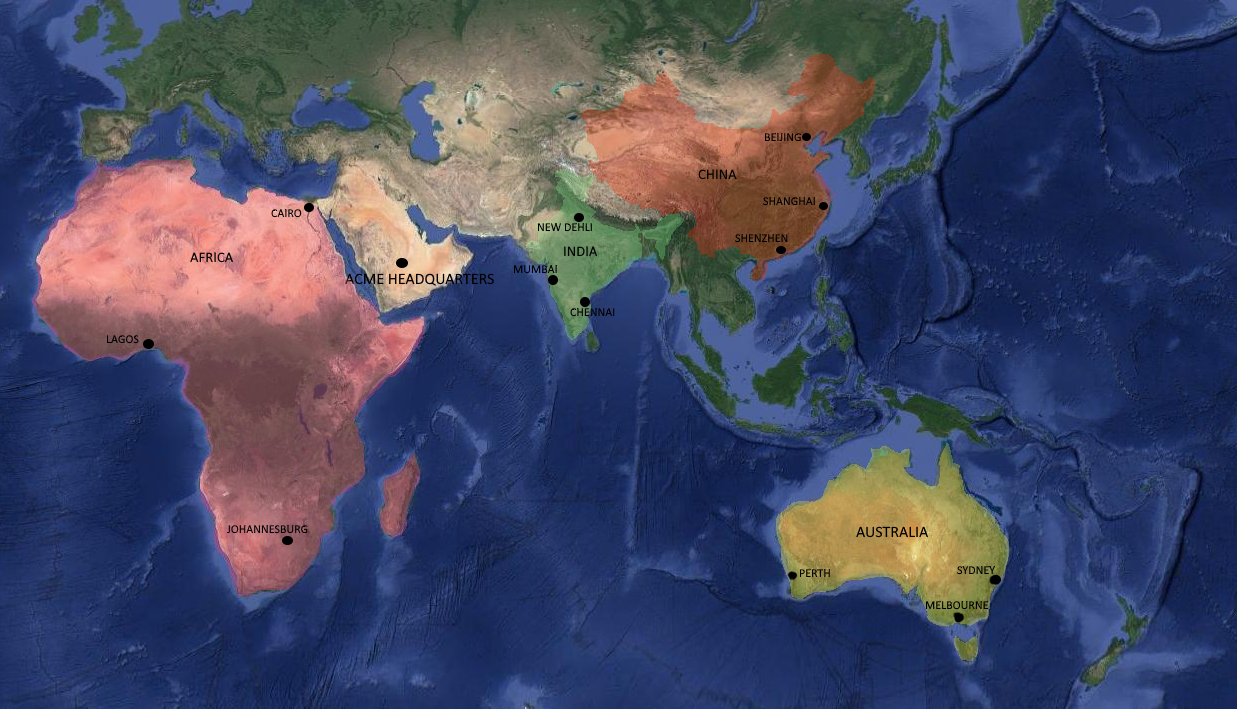 BEIJING
CHINA
SHANGHAI
CAIRO
NEW DEHLI
SHENZHEN
INDIA
AFRICA
MUMBAI
ACME HEADQUARTERS
CHENNAI
LAGOS
JOHANNESBURG
AUSTRALIA
PERTH
SYDNEY
MELBOURNE